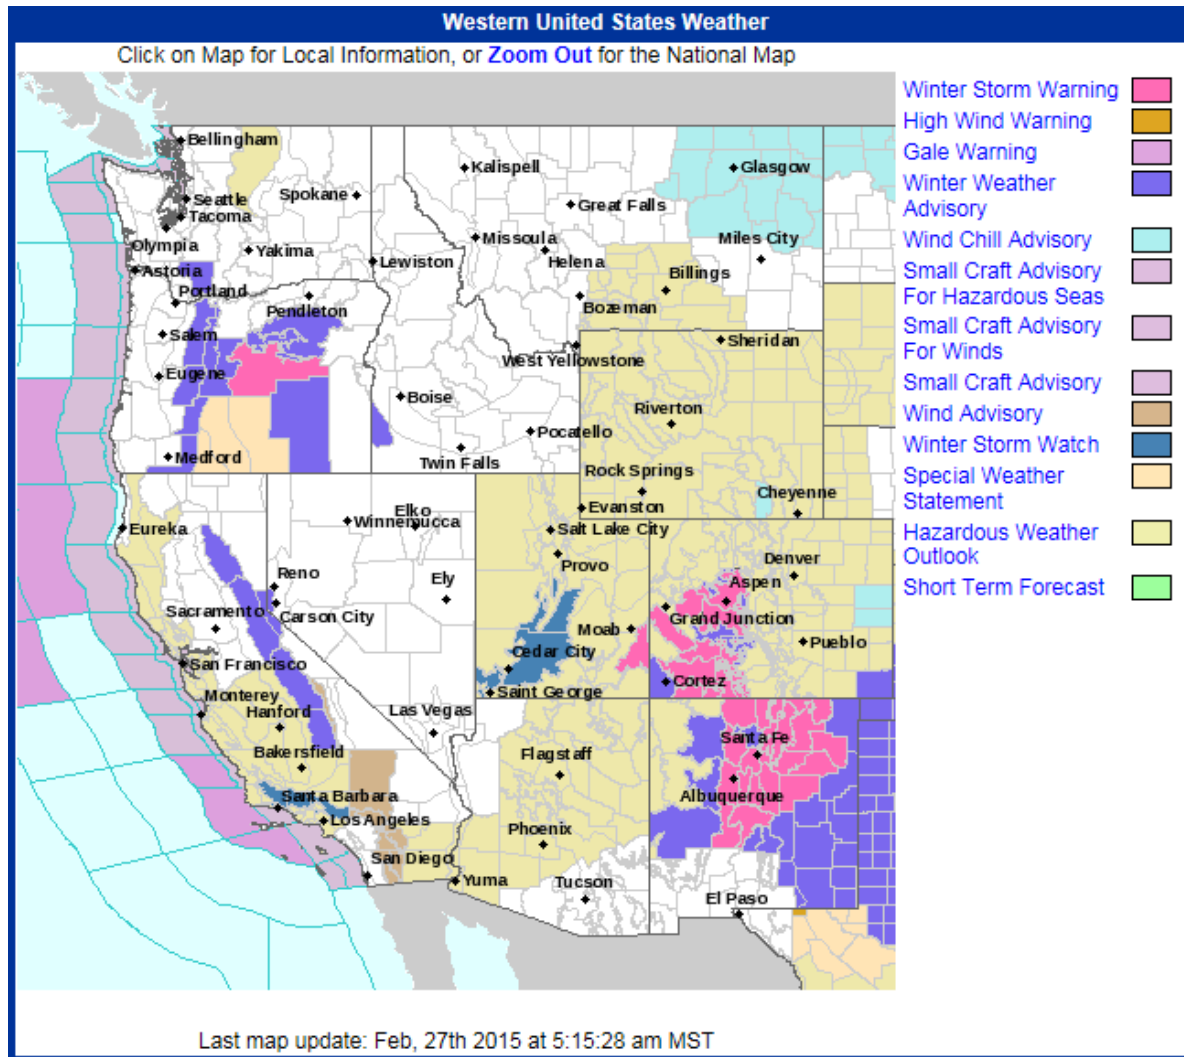 Western United States Weather
Click on Map for Local Information, or Zoom Out for the National Map
Winter Storm Warning
High Wind Warning
Gale Warning
Winter Weather
Advisory
Wind Chill Advisory
Small Craft Advisory
For Hazardous Seas
Small Craft Advisory
For Winds
Small Craft Advisory
Wind Advisory
Winter Storm Watch
Special Weather
Statement
Hazardous Weather
Outlook
Short Term Forecast
Bellingham
Kalispell
Glasgow
Spokane
Seattle
Great Falls
Tacoma
Olympia
Yakima
Missoula
Miles City
Helena
Lewiston
Astoria
Billings
Portland
Pendleton
Bozeman
Salem
Sheridan
West Yellowstone
Eugene
Boise
Riverton
Pocatello
Medford
Twin Falls
Rock Springs
Cheyenne
Evanston
Elko
Winnemucca
Eureka
Salt Lake City
Provo
Denver
Reno
Ely
Aspen
Sacramento
Carson City
Grand Junction
Moab
Pueblo
Cedar City
San Francisco
Cortez
Saint George
Monterey
Hanford
Las Vegas
Santa Fe
Bakersfield
Flagstaff
Santa Barbara
Albuquerque
Los Angeles
Phoenix
San Diego
Yuma
Tucson
El Paso
Last map update: Feb, 27th 2015 at 5:15:28 am MST